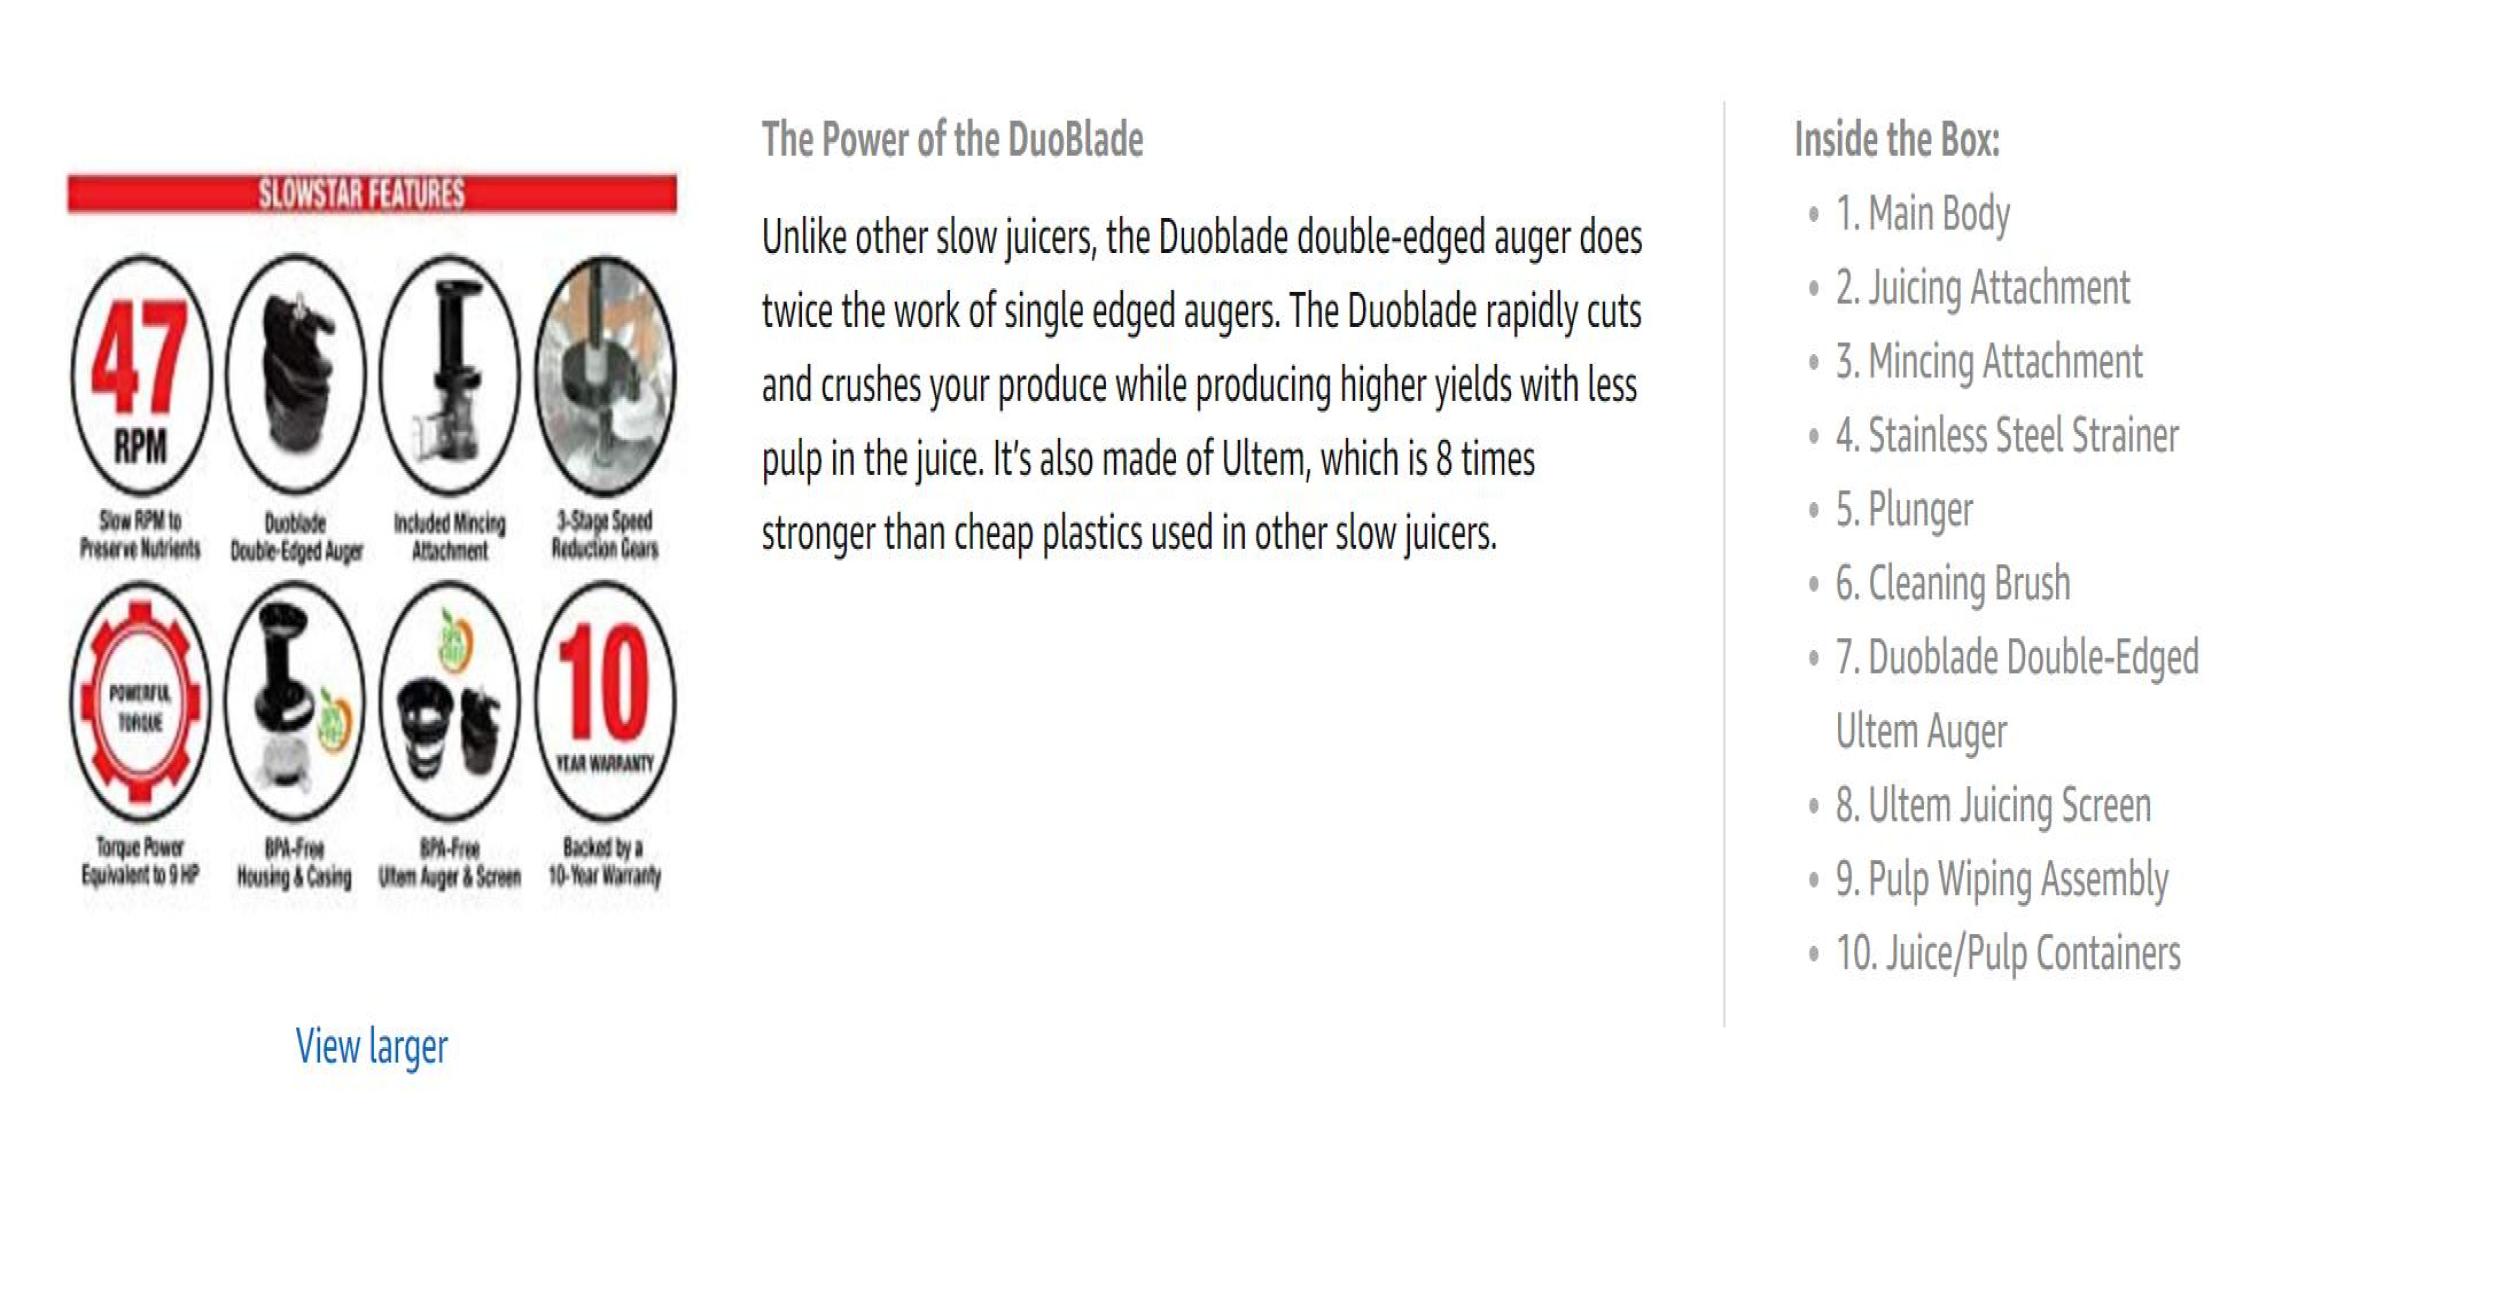 SLOWSTAR FEATURES
47
RPM
Slow RPM to
Preserve Nutrients
Duoblade
Double-Edged Auger
Included Mincing
Attachment
3-Stage Speed
Reduction Gears
POWERFUL
TORQUE
Torque Power
Equivalent to 9 HP
BPA
FREE
BPA-Free
Housing & Casing
BPA
FREE
BPA-Free
Ultem Auger & Screen
10
YEAR WARRANTY
Backed by a
10-Year Warranty
View larger
The Power of the DuoBlade
Unlike other slow juicers, the Duoblade double-edged auger does
twice the work of single edged augers. The Duoblade rapidly cuts
and crushes your produce while producing higher yields with less
pulp in the juice. It’s also made of Ultem, which is 8 times
stronger than cheap plastics used in other slow juicers.
Inside the Box:
• 1. Main Body
• 2. Juicing Attachment
• 3. Mincing Attachment
• 4. Stainless Steel Strainer
• 5. Plunger
• 6. Cleaning Brush
• 7. Duoblade Double-Edged
Ultem Auger
• 8. Ultem Juicing Screen
• 9. Pulp Wiping Assembly
• 10. Juice/Pulp Containers